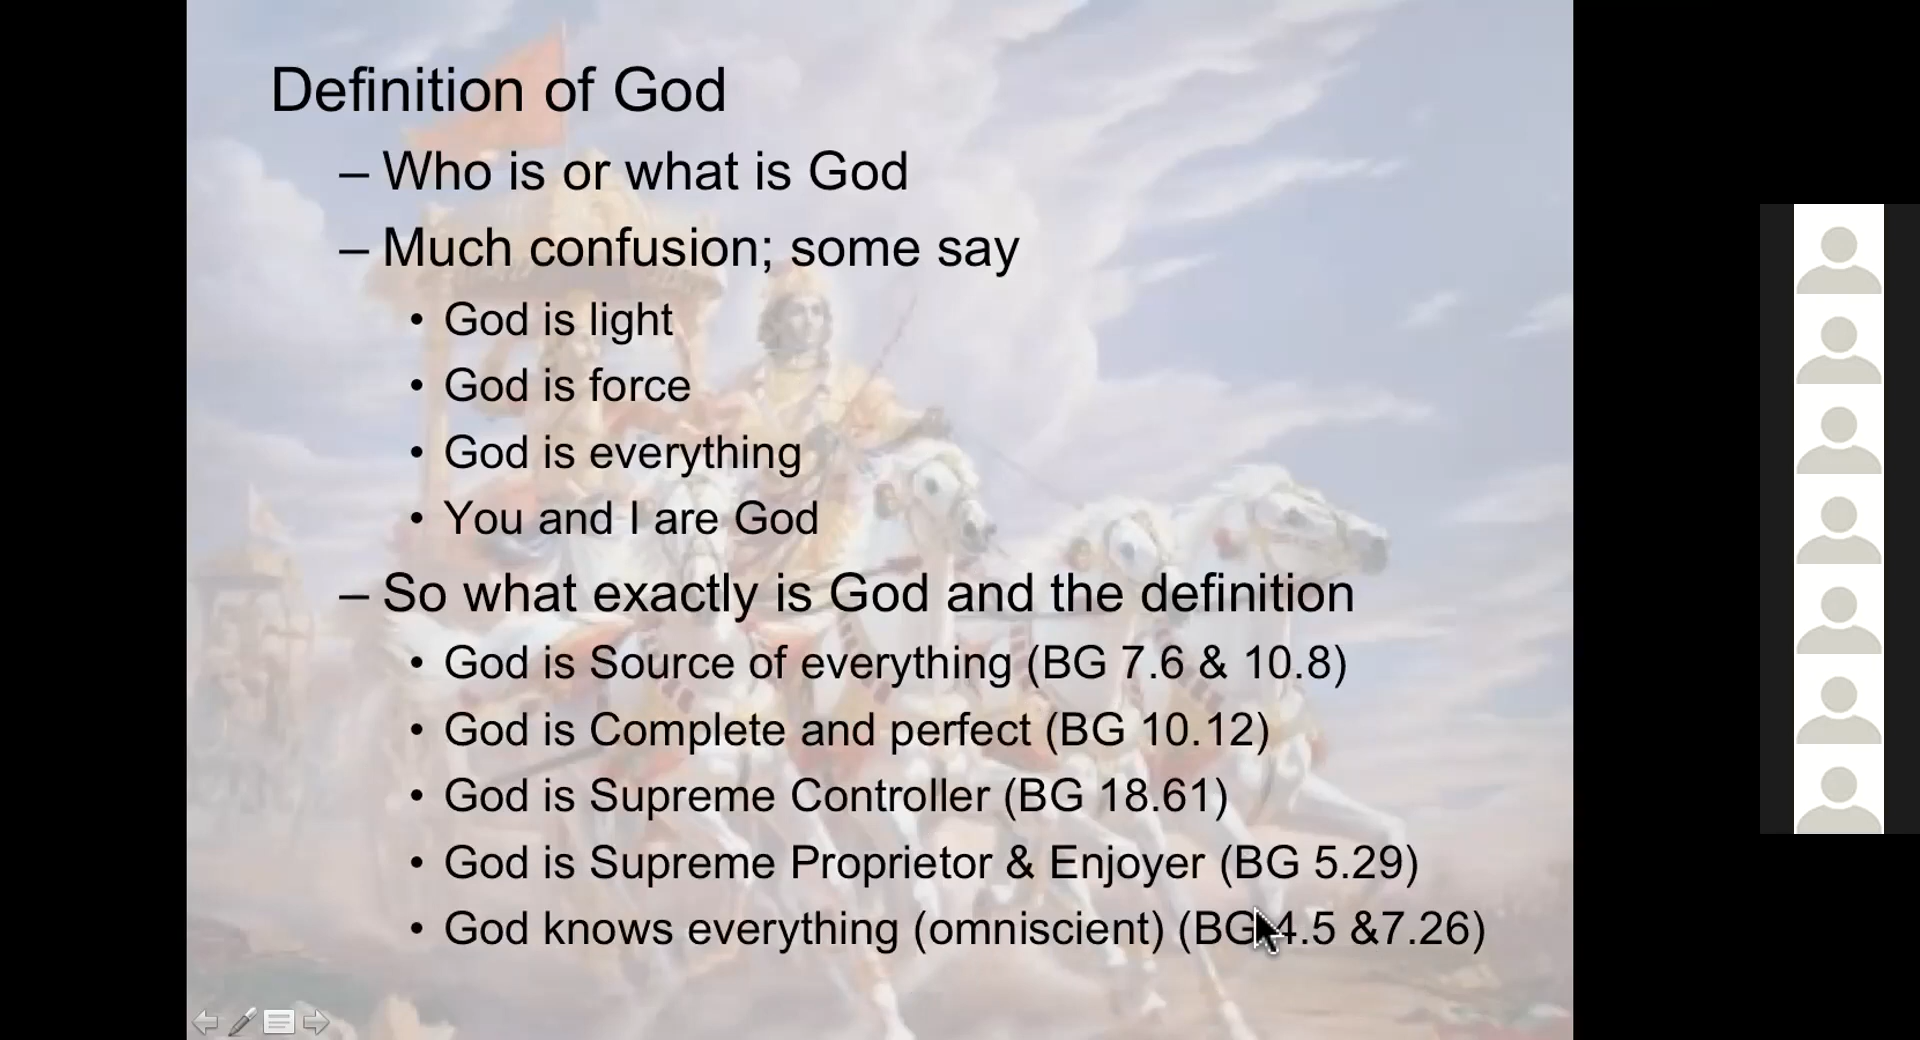 Definition of God
– Who is or what is God
– Much confusion; some say
• God is light
• God is force
• God is everything
• You and I are God
– So what exactly is God and the definition
• God is Source of everything (BG 7.6 & 10.8)
• God is Complete and perfect (BG 10.12)
• God is Supreme Controller (BG 18.61)
• God is Supreme Proprietor & Enjoyer (BG 5.29)
• God knows everything (omniscient) (BG 4.5 &7.26)